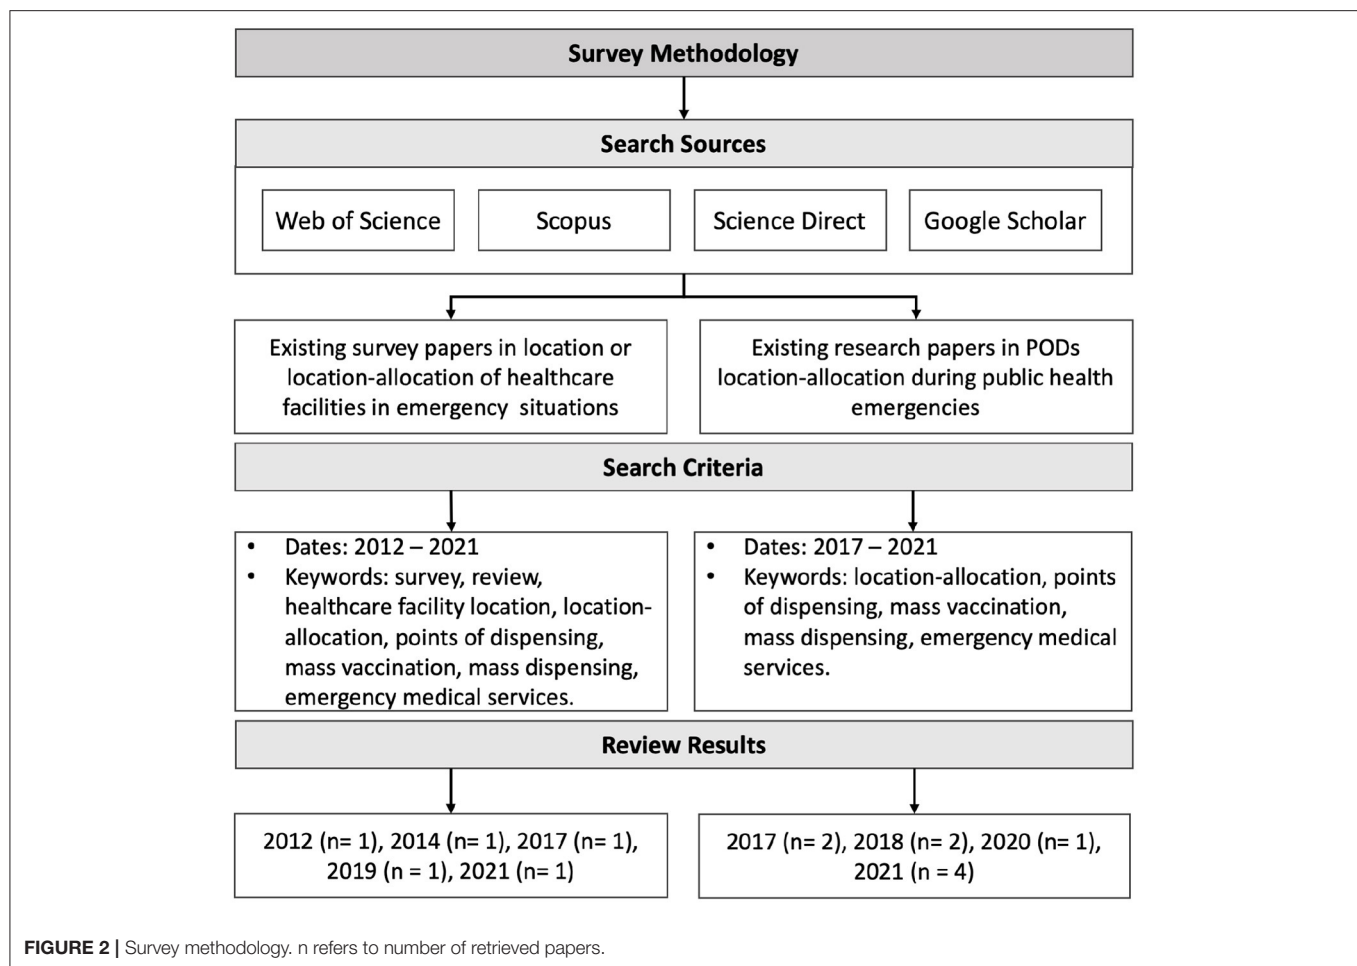 Survey Methodology
Search Sources
Web of Science
Scopus
Science Direct
Google Scholar
Existing survey papers in location or
location-allocation of healthcare
facilities in emergency situations
Existing research papers in PODs
location-allocation during public health
emergencies
Search Criteria
• Dates: 2012 – 2021
• Keywords: survey, review,
healthcare facility location, location-
allocation, points of dispensing,
mass vaccination, mass dispensing,
emergency medical services.
• Dates: 2017 – 2021
• Keywords: location-allocation, points
of dispensing, mass vaccination,
mass dispensing, emergency medical
services.
Review Results
2012 (n= 1), 2014 (n= 1), 2017 (n= 1),
2019 (n = 1), 2021 (n= 1)
2017 (n= 2), 2018 (n= 2), 2020 (n= 1),
2021 (n = 4)
FIGURE 2 | Survey methodology. n refers to number of retrieved papers.